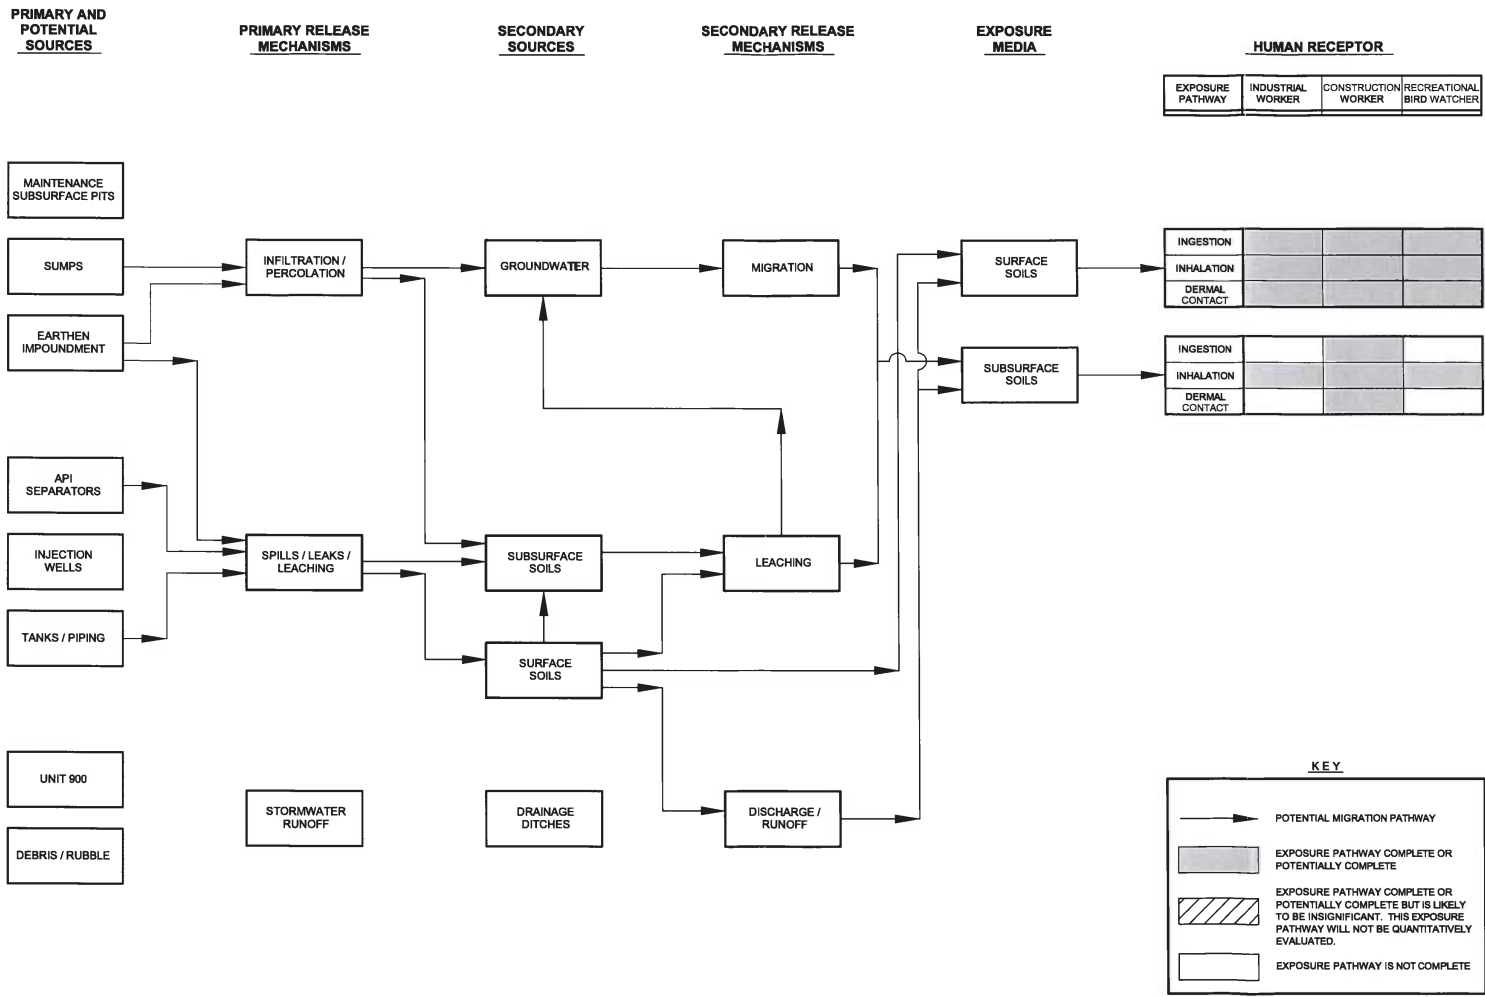 PRIMARY AND
POTENTIAL
SOURCES
PRIMARY RELEASE
MECHANISMS
SECONDARY
SOURCES
SECONDARY RELEASE
MECHANISMS
EXPOSURE
MEDIA
HUMAN RECEPTOR
EXPOSURE
PATHWAY
INDUSTRIAL
WORKER
CONSTRUCTION
WORKER
RECREATIONAL
BIRD WATCHER
MAINTENANCE
SUBSURFACE PITS
SUMPS
INFILTRATION /
PERCOLATION
GROUNDWATER
MIGRATION
SURFACE
SOILS
INGESTION
INHALATION
DERMAL
CONTACT
EARTHEN
IMPOUNDMENT
SUBSURFACE
SOILS
INGESTION
INHALATION
DERMAL
CONTACT
API
SEPARATORS
INJECTION
WELLS
SPILLS / LEAKS /
LEACHING
SUBSURFACE
SOILS
LEACHING
TANKS / PIPING
SURFACE
SOILS
UNIT 900
STORMWATER
RUNOFF
DRAINAGE
DITCHES
DISCHARGE /
RUNOFF
DEBRIS / RUBBLE
KEY
POTENTIAL MIGRATION PATHWAY
EXPOSURE PATHWAY COMPLETE OR
POTENTIALLY COMPLETE
EXPOSURE PATHWAY COMPLETE OR
POTENTIALLY COMPLETE BUT IS LIKELY
TO BE INSIGNIFICANT. THIS EXPOSURE
PATHWAY WILL NOT BE QUANTITATIVELY
EVALUATED.
EXPOSURE PATHWAY IS NOT COMPLETE